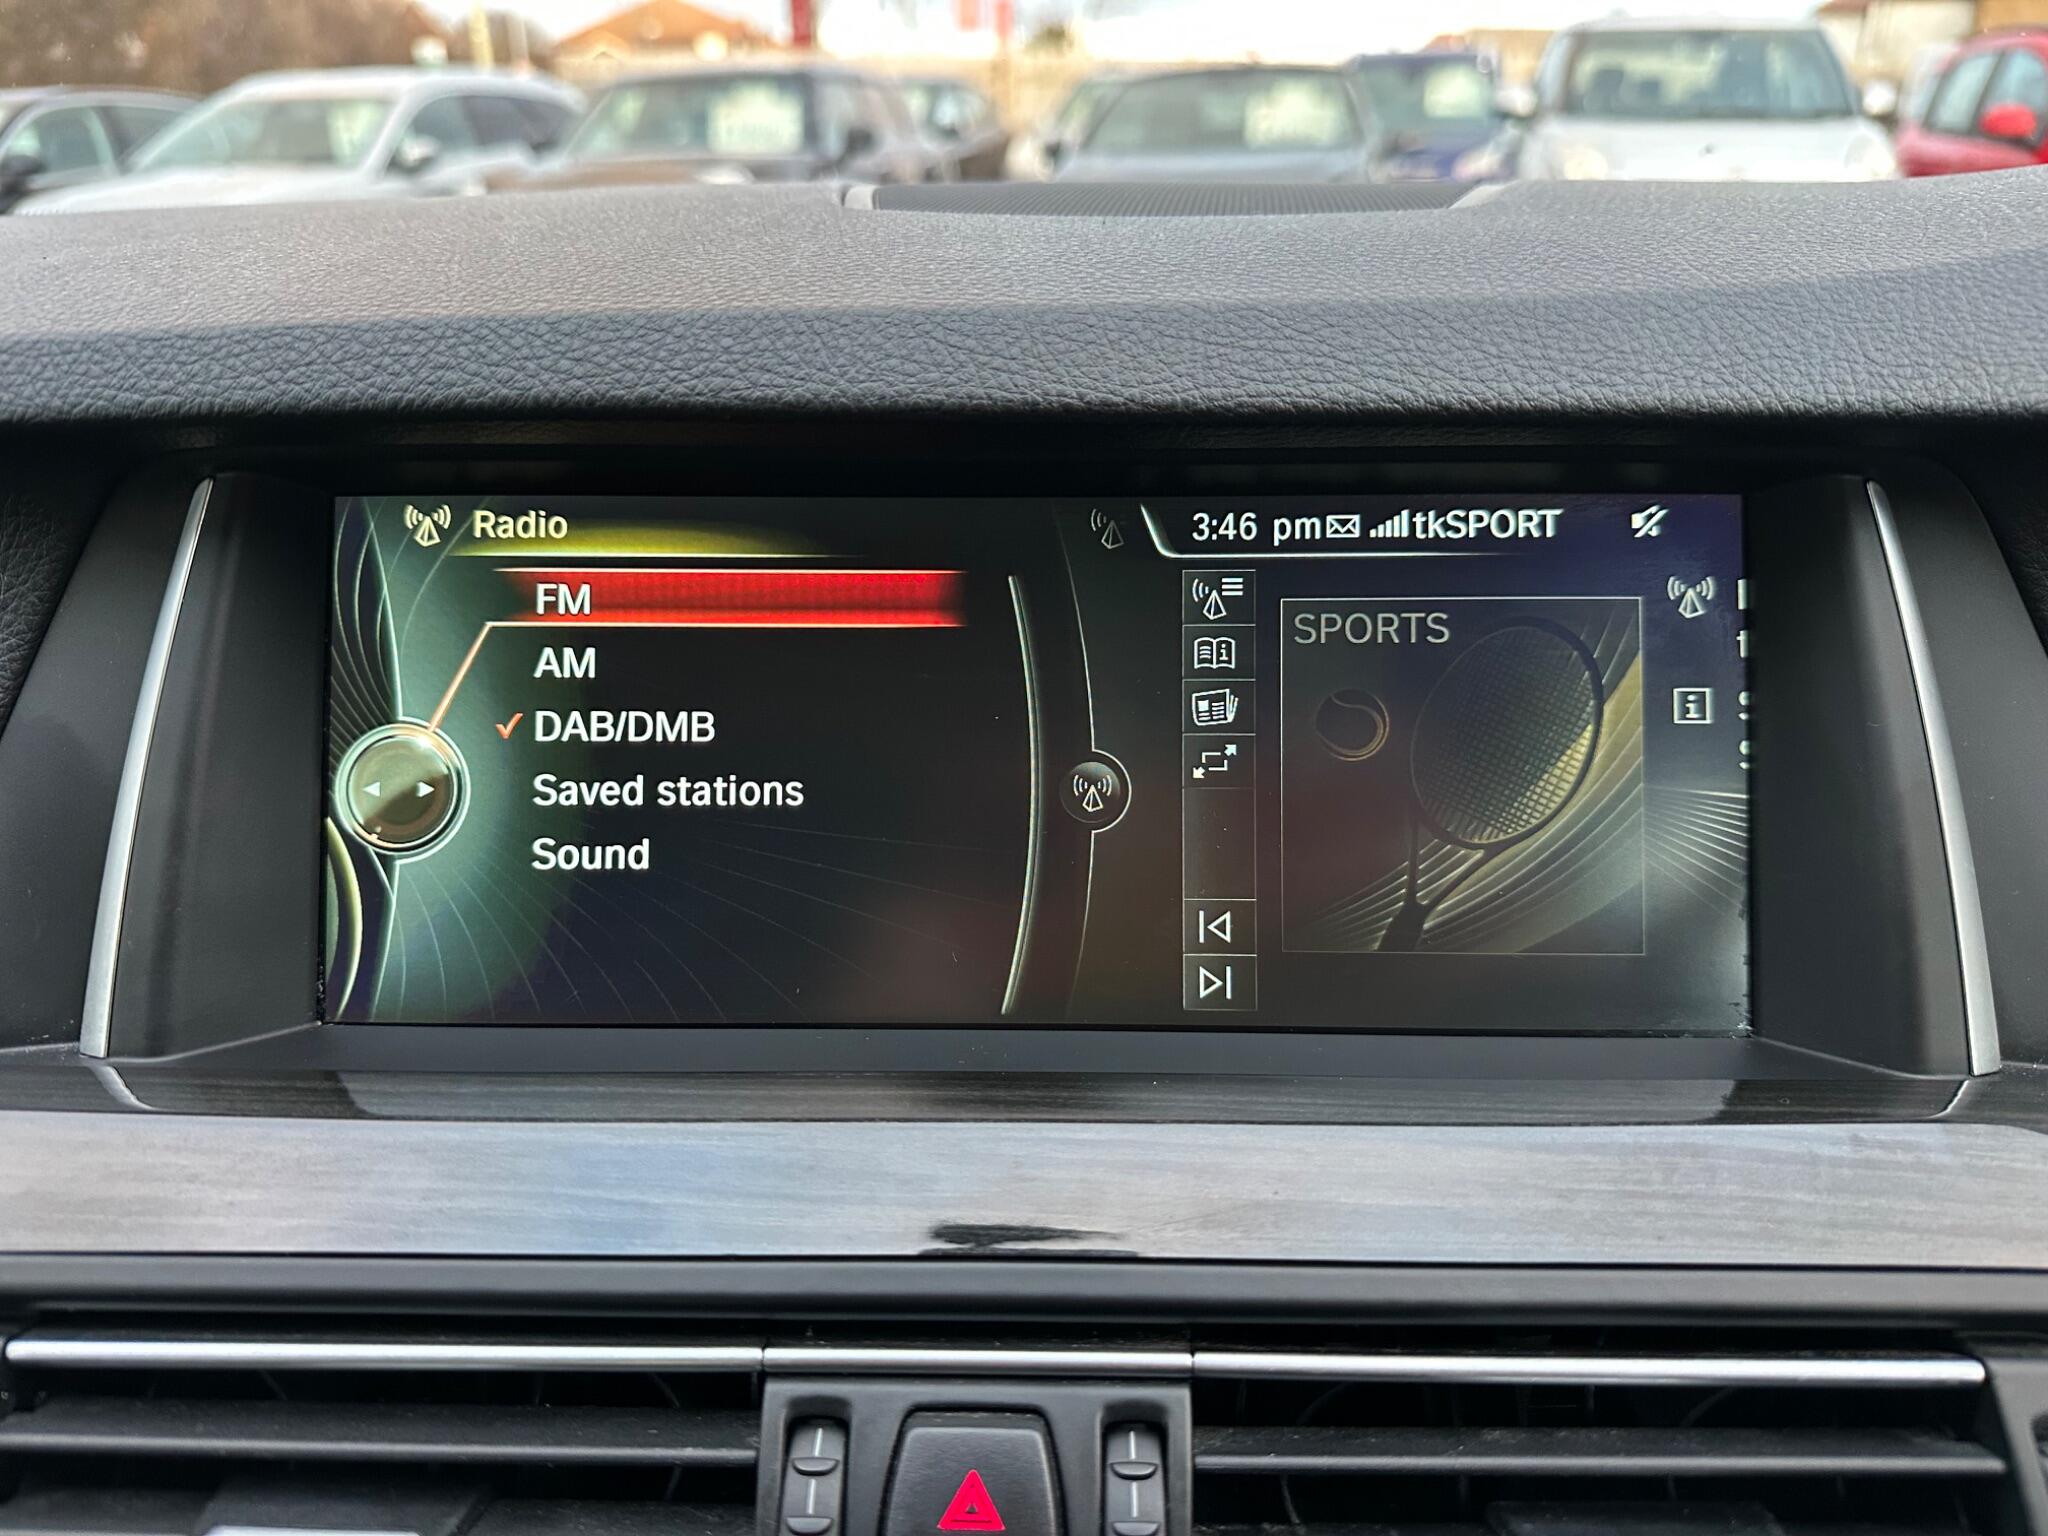 Radio
FM
AM
DAB/DMB
Saved stations
Sound
3:46 pm tkSPORT
SPORTS